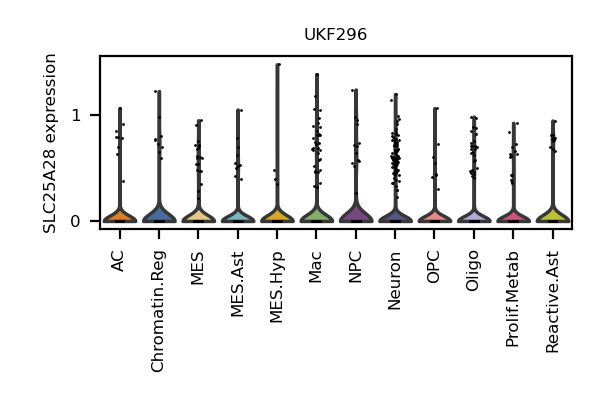 UKF296
SLC25A28 expression
1
0
AC
Chromatin.Reg
MES
MES.Ast
MES.Hyp
Mac
NPC
Neuron
OPC
Oligo
Prolif.Metab
Reactive.Ast